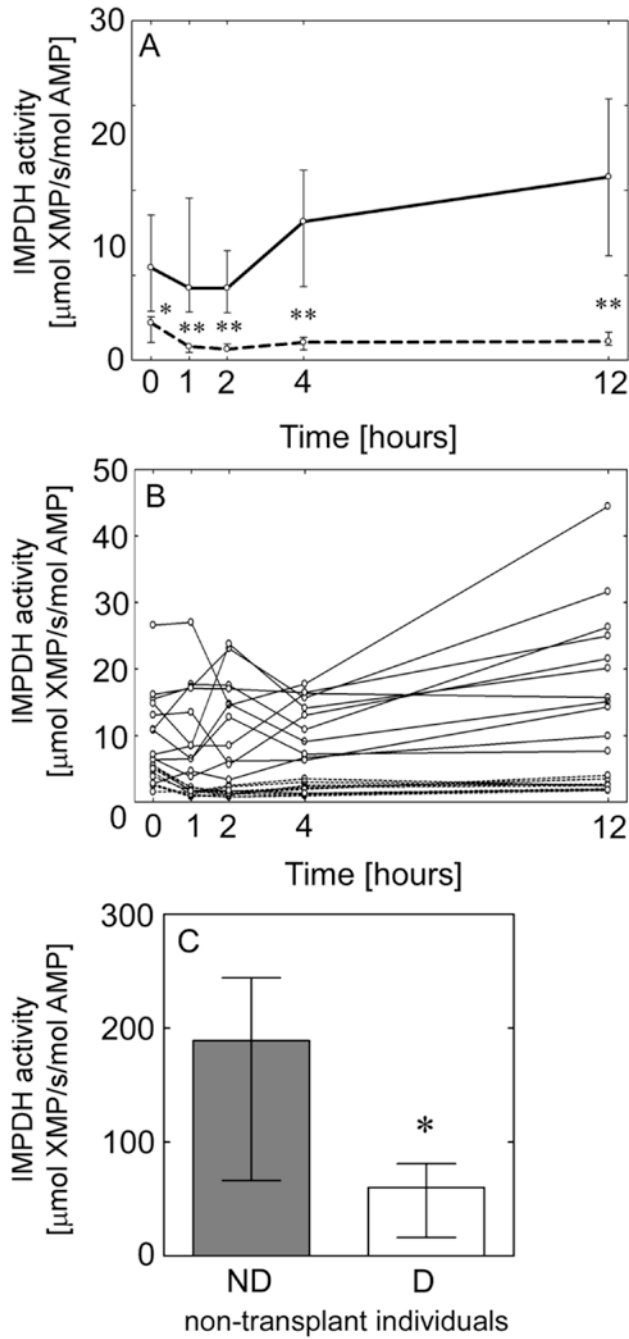 A
IMPDH activity
[µmol XMP/s/mol AMP]
30
20
10
0
*
**
**
**
**
0 1 2 4 12
Time [hours]
B
IMPDH activity
[µmol XMP/s/mol AMP]
50
40
30
20
10
0
0 1 2 4 12
Time [hours]
C
IMPDH activity
[µmol XMP/s/mol AMP]
300
200
100
0
*
ND D
non-transplant individuals